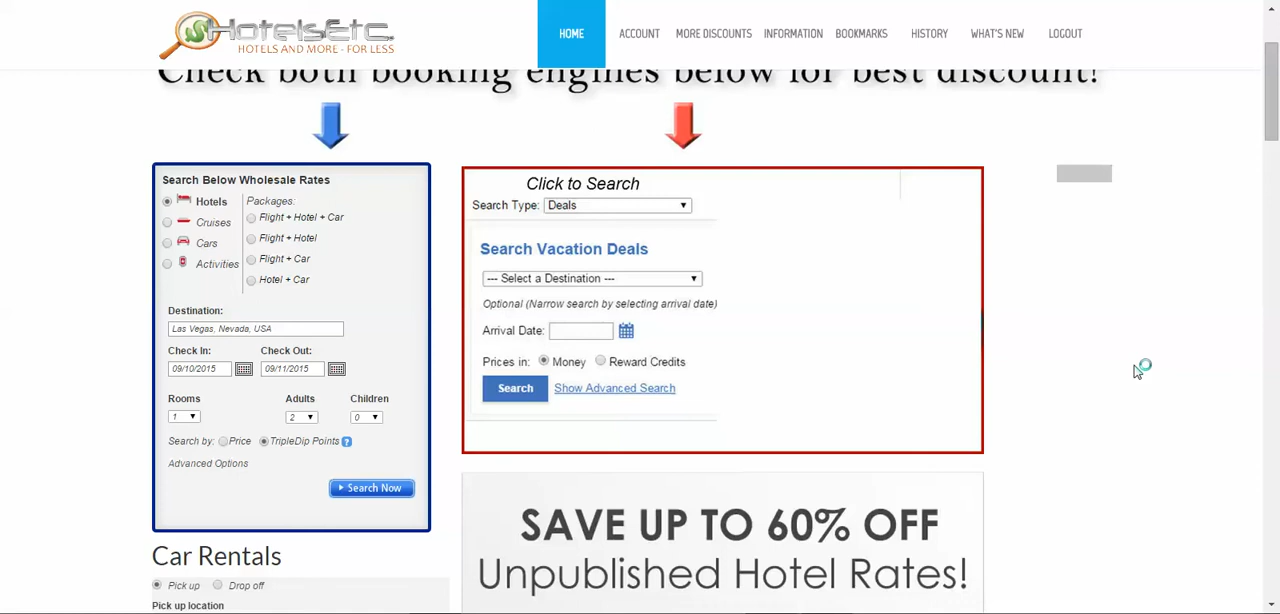 HotelsEtc.
HOTELS AND MORE - FOR LESS
HOME
ACCOUNT
MORE DISCOUNTS
INFORMATION
BOOKMARKS
HISTORY
WHAT'S NEW
LOGOUT
Check both booking engines below for best discount!
Search Below Wholesale Rates
Hotels
Cruises
Cars
Activities
Packages:
Flight + Hotel + Car
Flight + Hotel
Flight + Car
Hotel + Car
Destination:
Las Vegas, Nevada, USA
Check In: Check Out:
09/10/2015 09/11/2015
Rooms Adults Children
1 2 0
Search by: Price TripleDip Points ?
Advanced Options
Search Now
Car Rentals
Pick up Drop off
Pick up location
Click to Search
Search Type: Deals
Search Vacation Deals
--- Select a Destination ---
Optional (Narrow search by selecting arrival date)
Arrival Date:
Prices in: Money Reward Credits
Search Show Advanced Search
SAVE UP TO 60% OFF
Unpublished Hotel Rates!